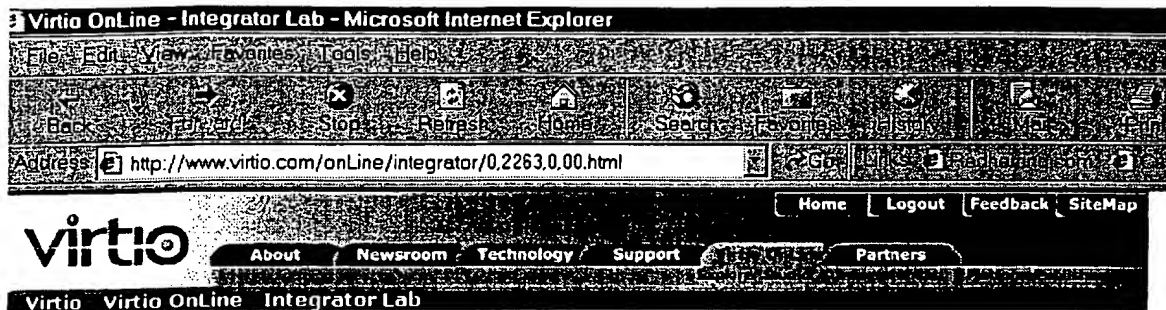 Virtio OnLine - Integrator Lab - Microsoft Internet Explorer
File Edit View Favorites Tools Help
Back Forward Stop Refresh Home Search Favorites History Mail Print
Address http://www.virtio.com/onLine/integrator/0,2263,0,00.html Go Links
Home Logout Feedback SiteMap
virtio
About Newsroom Technology Support Partners
Virtio Virtio OnLine Integrator Lab